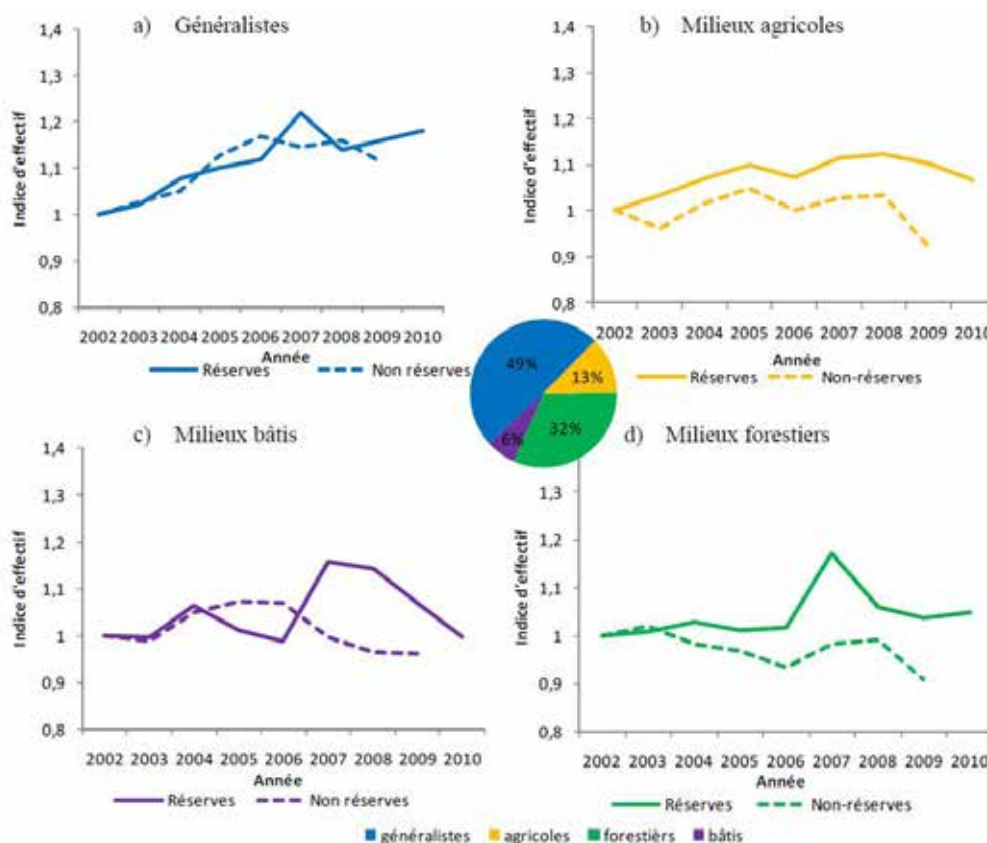 a) Généralistes
1,4
1,3
1,2
1,1
1
0,9
0,8
Indice d'effectif
2002 2003 2004 2005 2006 2007 2008 2009 2010
Année
Réserves Non réserves
b) Milieux agricoles
1,4
1,3
1,2
1,1
1
0,9
0,8
Indice d'effectif
2002 2003 2004 2005 2006 2007 2008 2009 2010
Année
Réserves Non-réserves
49%
13%
32%
6%
c) Milieux bâtis
1,4
1,3
1,2
1,1
1
0,9
0,8
Indice d'effectif
2002 2003 2004 2005 2006 2007 2008 2009 2010
Année
Réserves Non réserves
d) Milieux forestiers
1,3
1,2
1,1
1
0,9
0,8
Indice d'effectif
2002 2003 2004 2005 2006 2007 2008 2009 2010
Année
Réserves Non-réserves
généralistes agricoles forestièrs bâtis